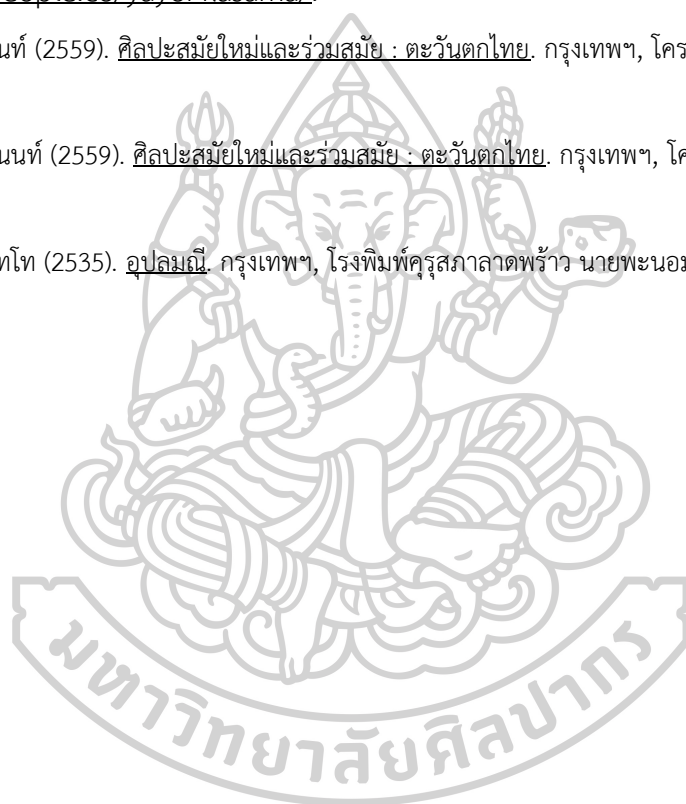 นท์ (2559). ศิลปะสมัยใหม่และร่วมสมัย : ตะวันตกไทย. กรุงเทพฯ, โคร
นนท์ (2559). ศิลปะสมัยใหม่และร่วมสมัย : ตะวันตกไทย. กรุงเทพฯ, โค
ทโท (2535). อุปลมณี. กรุงเทพฯ, โรงพิมพ์คุรุสภาลาดพร้าว นายพะนอม
มหาวิทยาลัยศิลปากร